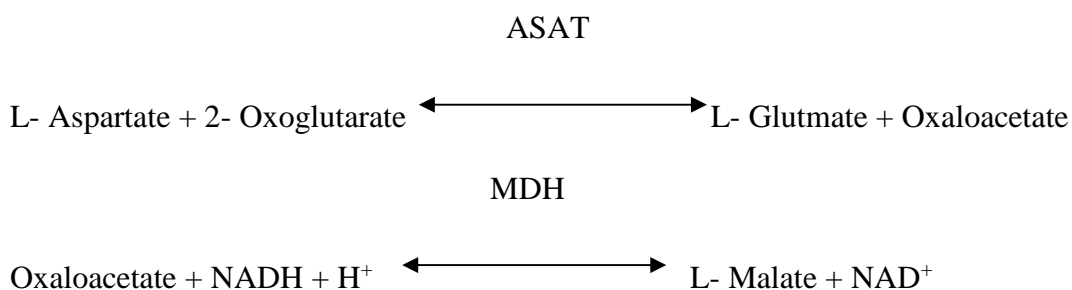 ASAT
L- Aspartate + 2- Oxoglutarate ⟷ L- Glutmate + Oxaloacetate
MDH
Oxaloacetate + NADH + H⁺ ⟷ L- Malate + NAD⁺